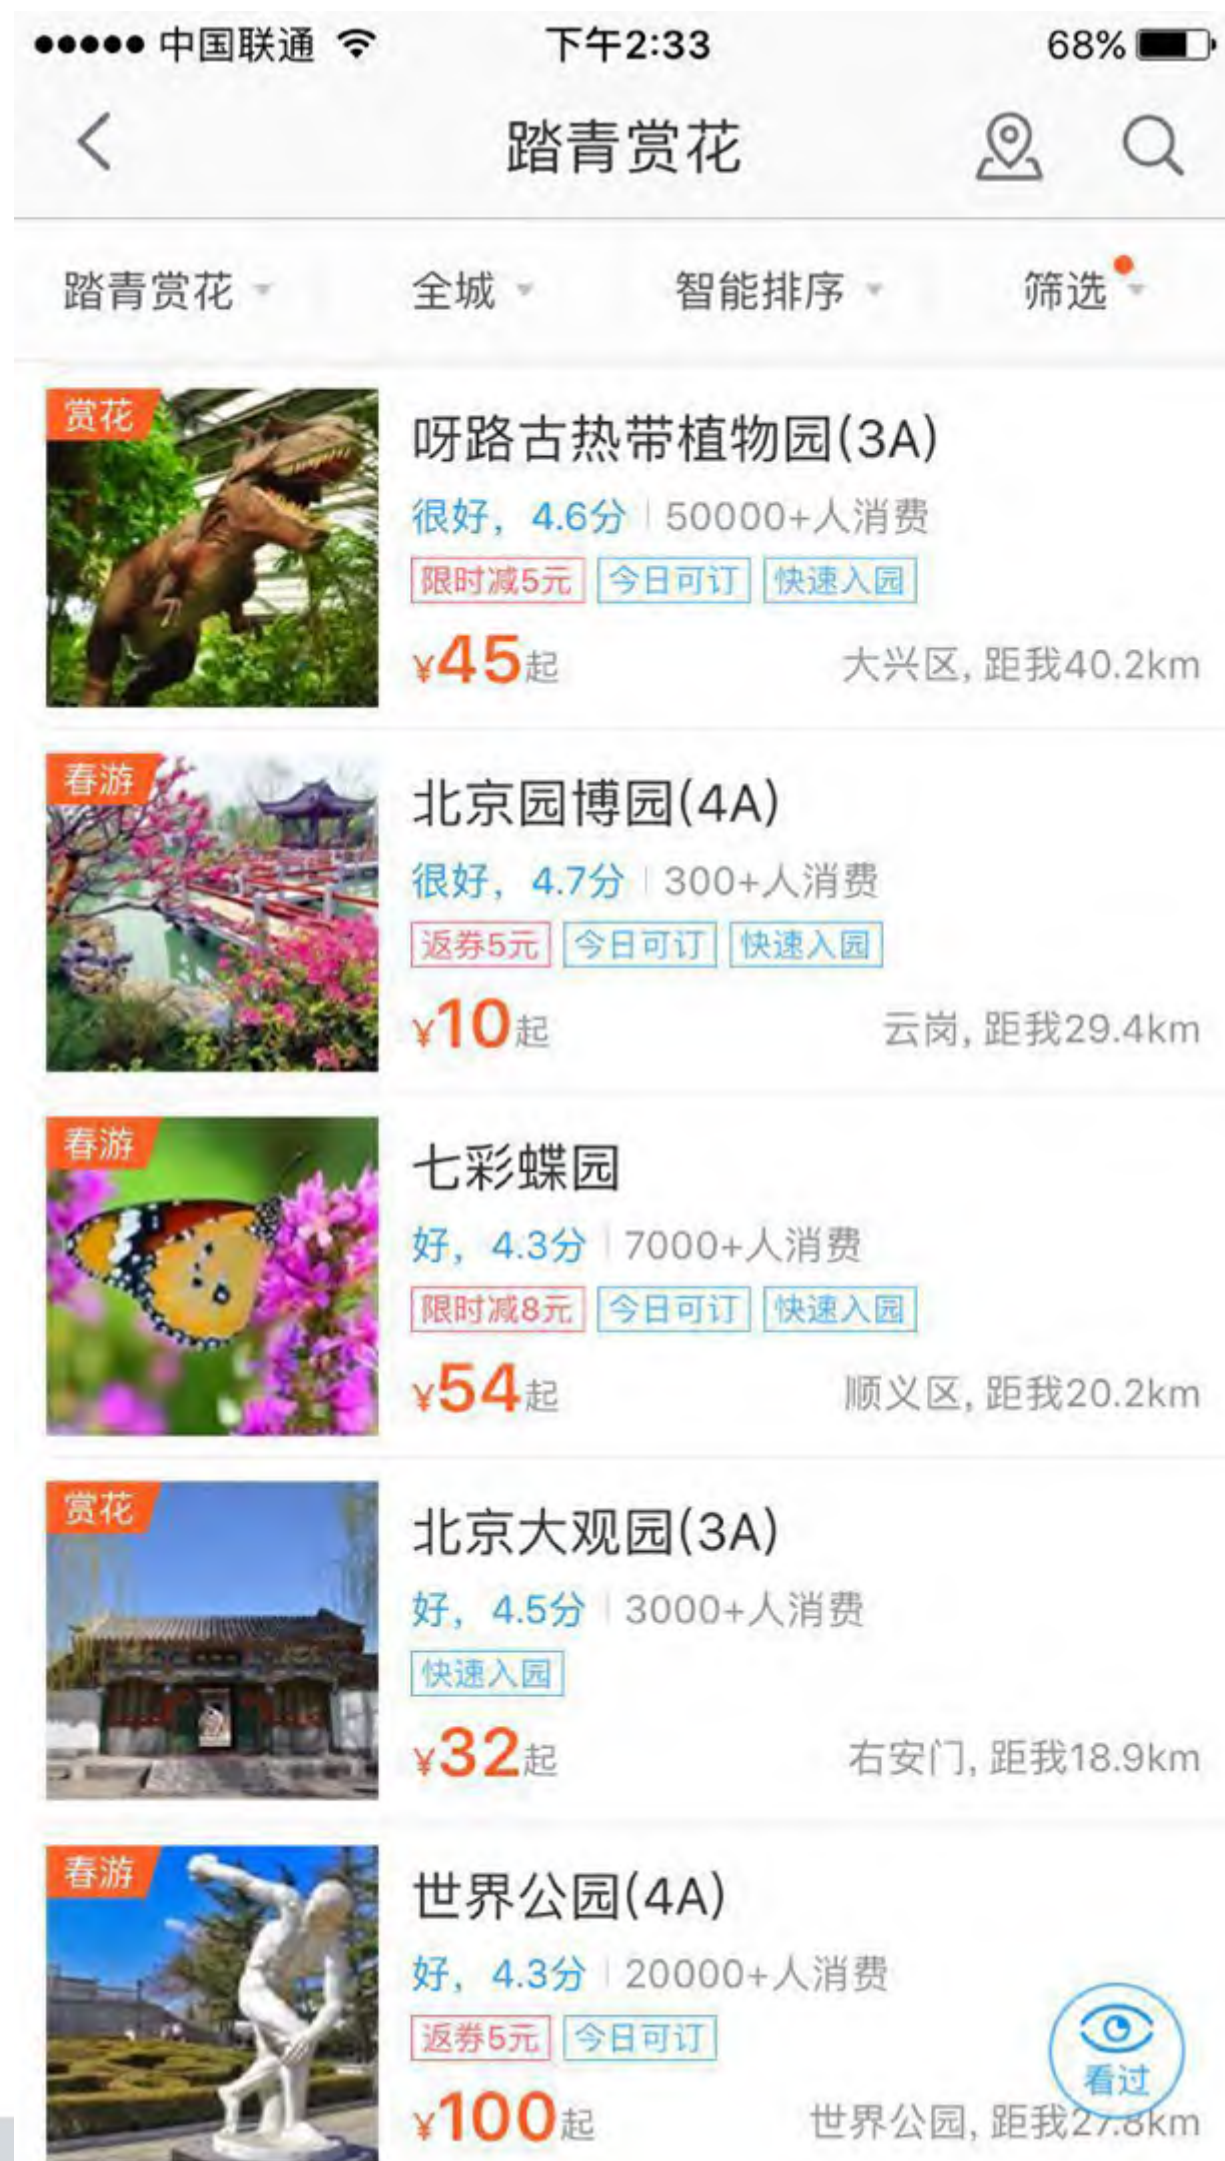 中国联通 下午2:33 68%
踏青赏花
踏青赏花 全城 智能排序 筛选
赏花
呀路古热带植物园(3A)
很好，4.6分 50000+人消费
限时减5元 今日可订 快速入园
¥45起 大兴区, 距我40.2km
春游
北京园博园(4A)
很好，4.7分 300+人消费
返券5元 今日可订 快速入园
¥10起 云岗, 距我29.4km
春游
七彩蝶园
好，4.3分 7000+人消费
限时减8元 今日可订 快速入园
¥54起 顺义区, 距我20.2km
赏花
北京大观园(3A)
好，4.5分 3000+人消费
快速入园
¥32起 右安门, 距我18.9km
春游
世界公园(4A)
好，4.3分 20000+人消费
返券5元 今日可订
看过
¥100起 世界公园, 距我27.8km